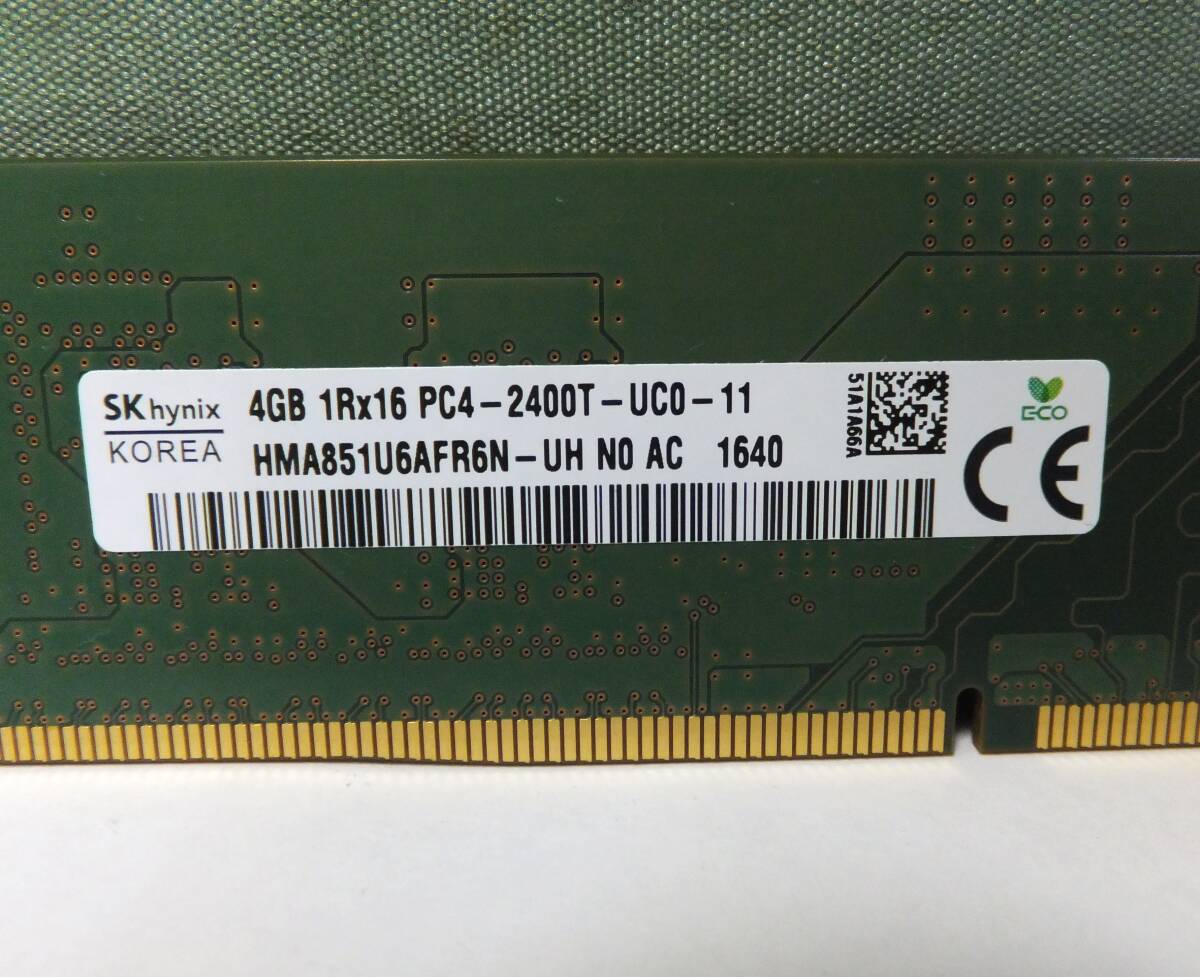 SK hynix
KOREA
4GB 1Rx16 PC4-2400T-UC0-11
HMA851U6AFR6N-UH N0 AC 1640
51A1A66A
ECO
CE